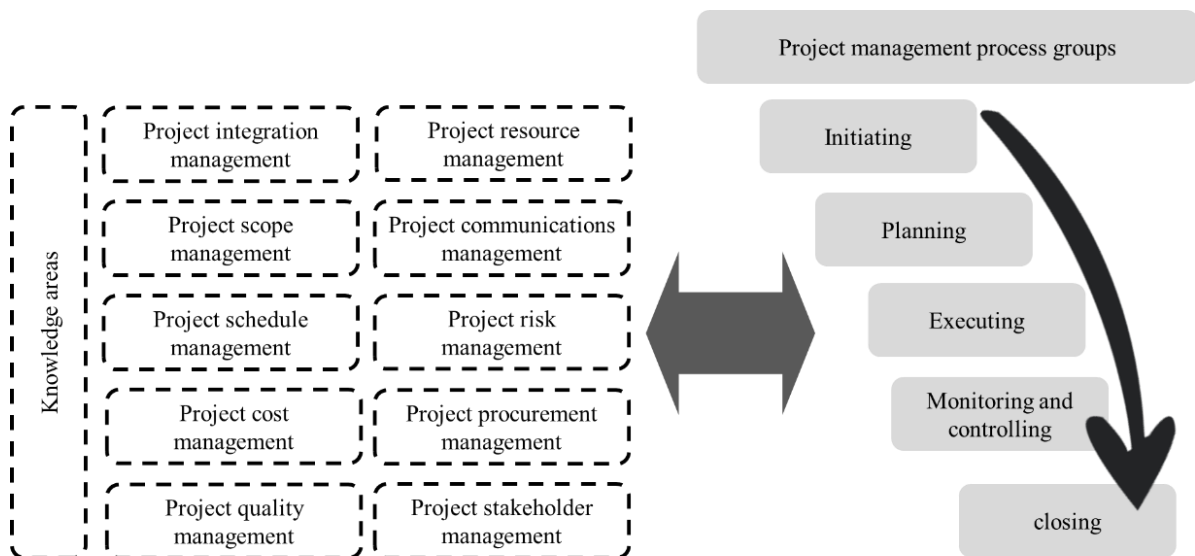 Project management process groups
Knowledge areas
Project integration
management
Project resource
management
Project scope
management
Project communications
management
Project schedule
management
Project risk
management
Project cost
management
Project procurement
management
Project quality
management
Project stakeholder
management
Initiating
Planning
Executing
Monitoring and
controlling
closing